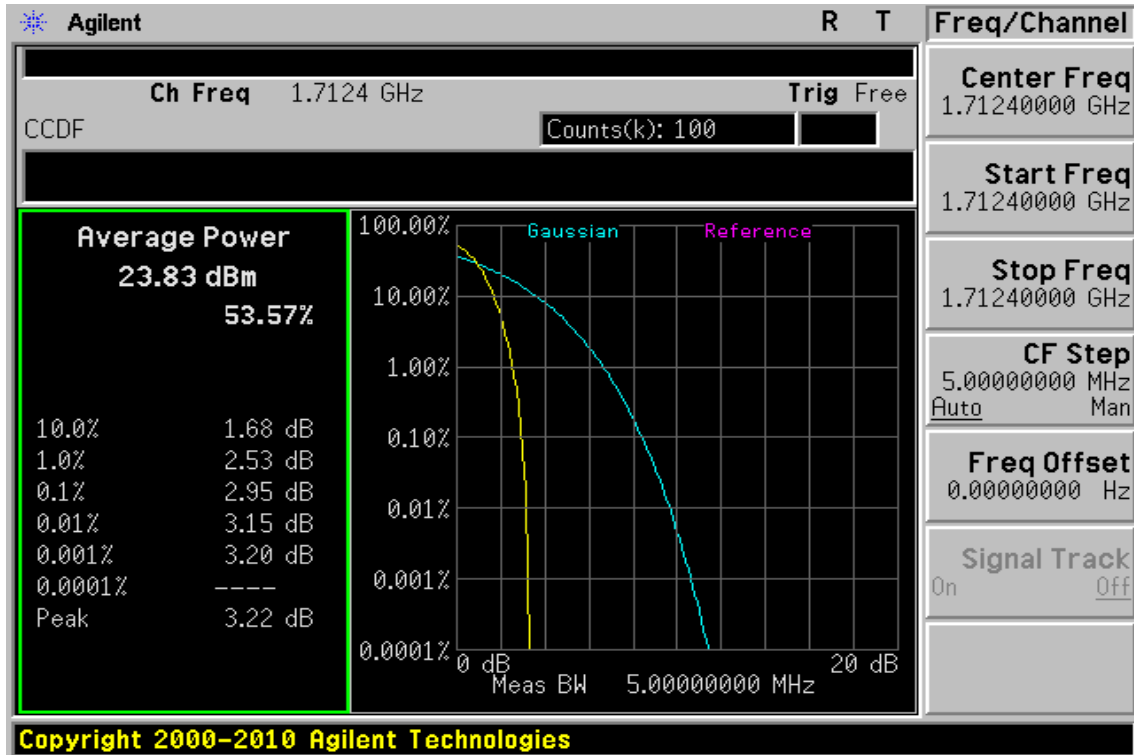 Agilent R T
Ch Freq 1.7124 GHz Trig Free
CCDF Counts(k): 100
Average Power
23.83 dBm
53.57%
10.0% 1.68 dB
1.0% 2.53 dB
0.1% 2.95 dB
0.01% 3.15 dB
0.001% 3.20 dB
0.0001% ----
Peak 3.22 dB
Gaussian Reference
100.00%
10.00%
1.00%
0.10%
0.01%
0.001%
0.0001%
0 dB 20 dB
Meas BW 5.00000000 MHz
Freq/Channel
Center Freq
1.71240000 GHz
Start Freq
1.71240000 GHz
Stop Freq
1.71240000 GHz
CF Step
5.00000000 MHz
Auto Man
Freq Offset
0.00000000 Hz
Signal Track
On Off
Copyright 2000-2010 Agilent Technologies